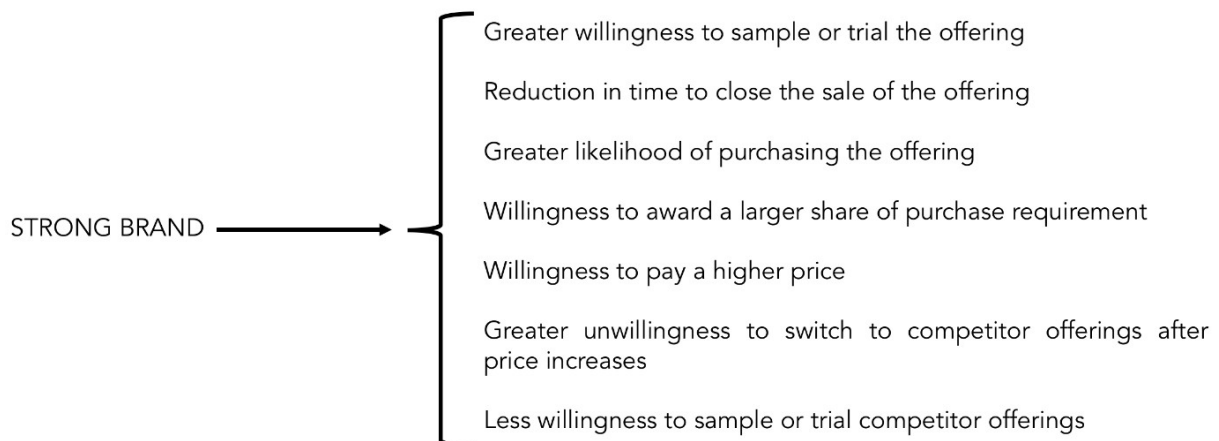 Greater willingness to sample or trial the offering
Reduction in time to close the sale of the offering
Greater likelihood of purchasing the offering
STRONG BRAND
Willingness to award a larger share of purchase requirement
Willingness to pay a higher price
Greater unwillingness to switch to competitor offerings after
price increases
Less willingness to sample or trial competitor offerings